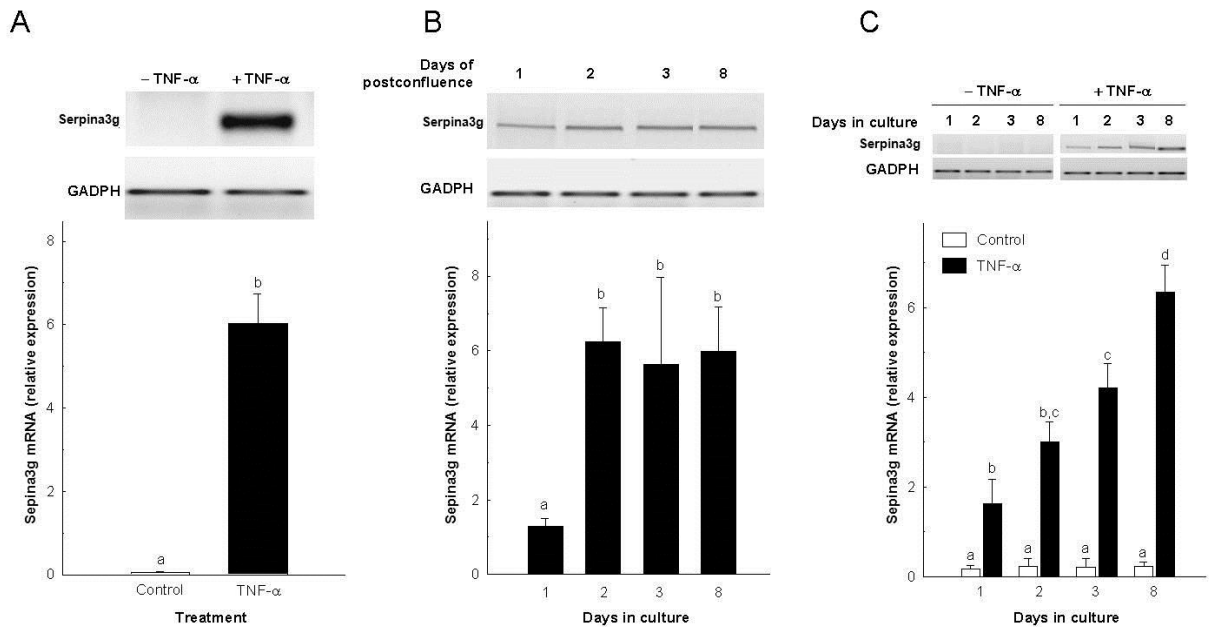 A
– TNF-α + TNF-α
Serpina3g
GADPH
Sepina3g mRNA (relative expression)
8
6
4
2
0
a
b
Control TNF-α
Treatment
B
Days of
postconfluence
1 2 3 8
Serpina3g
GADPH
Sepina3g mRNA (relative expression)
8
6
4
2
0
a
b
b
b
1 2 3 8
Days in culture
C
– TNF-α + TNF-α
Days in culture 1 2 3 8 1 2 3 8
Serpina3g
GADPH
Control
TNF-α
Sepina3g mRNA (relative expression)
6
4
2
0
a
b
a
b,c
a
c
a
d
1 2 3 8
Days in culture